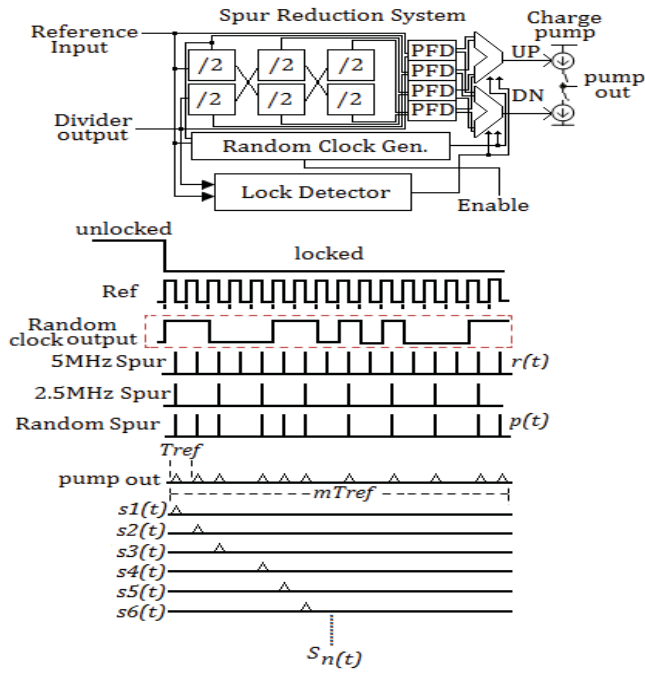 Spur Reduction System
Reference
Input
Charge
pump
/2 /2 /2
/2 /2 /2
PFD
PFD
PFD
PFD
UP
DN
pump
out
Divider
output
Random Clock Gen.
Lock Detector
Enable
unlocked
locked
Ref
Random
clock output
5MHz Spur
r(t)
2.5MHz Spur
Random Spur
p(t)
Tref
pump out
mTref
s1(t)
s2(t)
s3(t)
s4(t)
s5(t)
s6(t)
Sn(t)